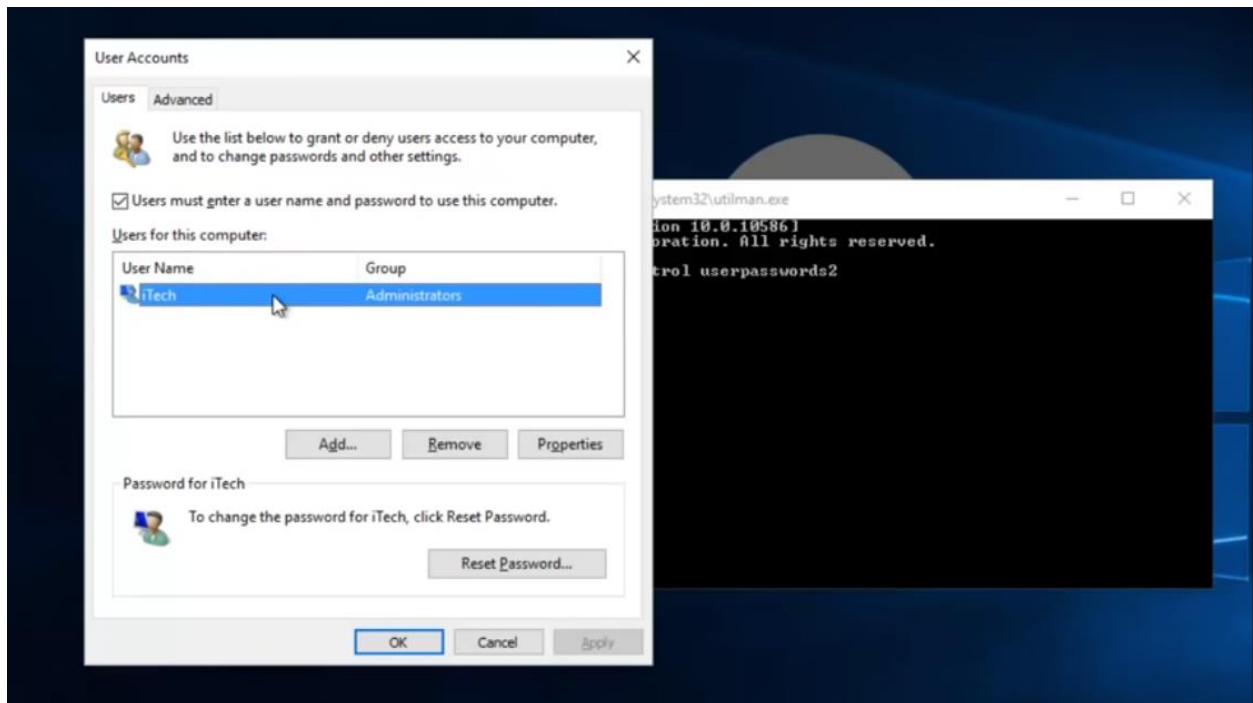 User Accounts
Users Advanced
Use the list below to grant or deny users access to your computer,
and to change passwords and other settings.
Users must enter a user name and password to use this computer.
Users for this computer:
User Name Group
iTech Administrators
Add... Remove Properties
Password for iTech
To change the password for iTech, click Reset Password.
Reset Password...
OK Cancel Apply
ystem32\utilman.exe
ion 10.0.10586]
oration. All rights reserved.
trol userpasswords2